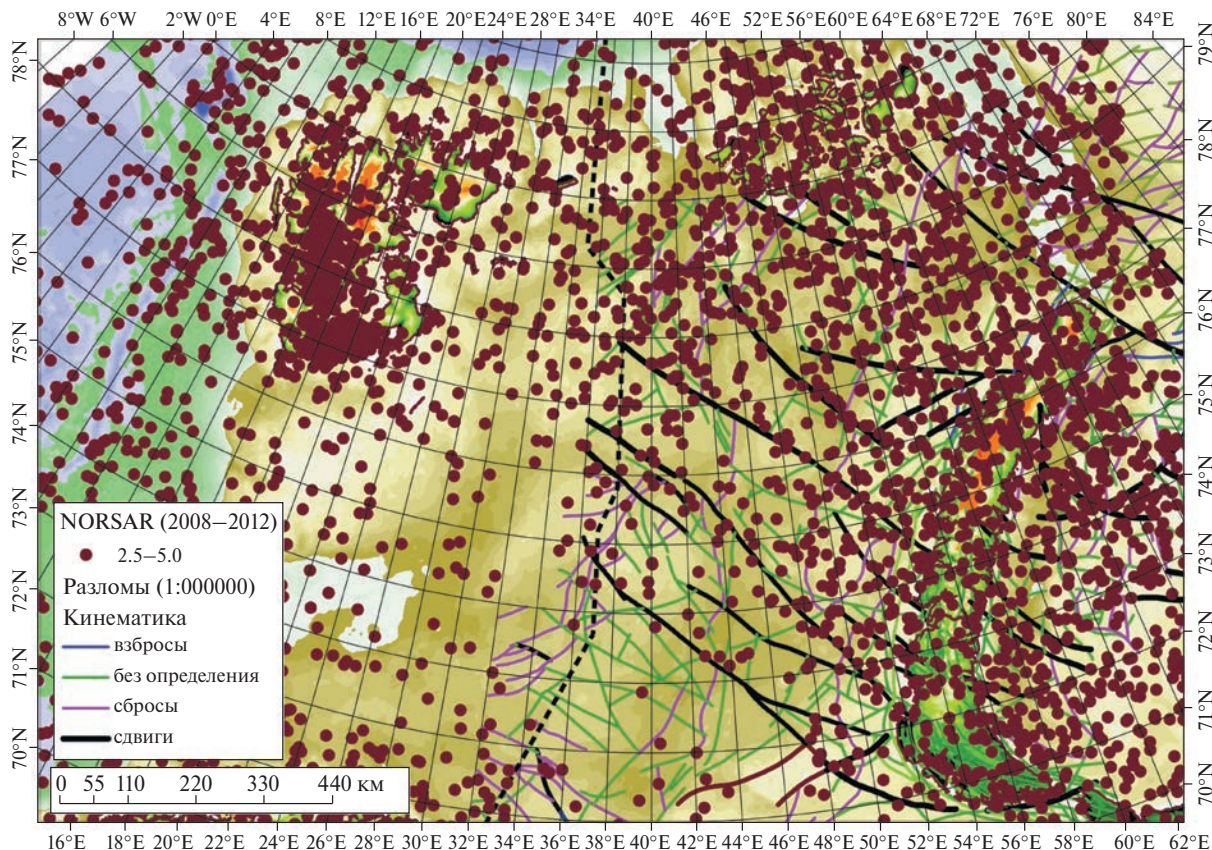 8°W 6°W 2°W 0°E 4°E 8°E 12°E 16°E 20°E 24°E 28°E 34°E 40°E 46°E 52°E 56°E 60°E 64°E 68°E 72°E 76°E 80°E 84°E
78°N
77°N
76°N
75°N
74°N
73°N
72°N
71°N
70°N
79°N
78°N
77°N
76°N
75°N
74°N
73°N
72°N
71°N
70°N
NORSAR (2008–2012)
2.5–5.0
Разломы (1:000000)
Кинематика
взбросы
без определения
сбросы
сдвиги
0 55 110 220 330 440 км
16°E 18°E 20°E 22°E 24°E 26°E 28°E 30°E 32°E 34°E 36°E 38°E 40°E 42°E 44°E 46°E 48°E 50°E 52°E 54°E 56°E 58°E 60°E 62°E